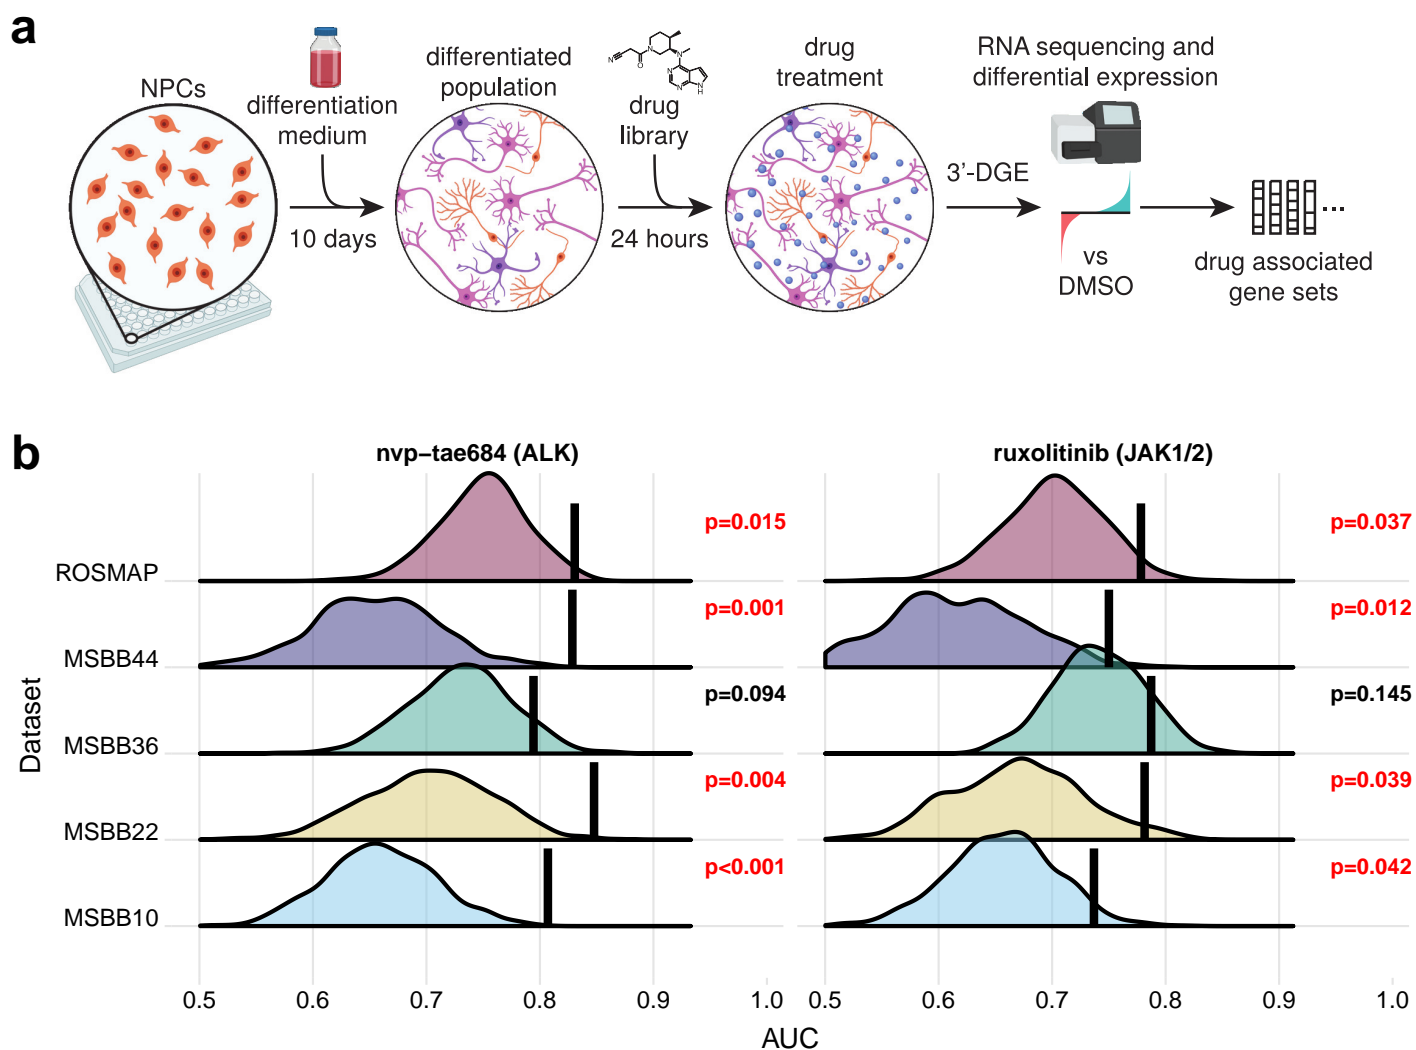 a
NPCs
differentiation
medium
10 days
differentiated
population
N
O
N
N
N
N
N
H
drug
library
24 hours
drug
treatment
3’-DGE
RNA sequencing and
differential expression
vs
DMSO
...
drug associated
gene sets
b
nvp−tae684 (ALK)
ruxolitinib (JAK1/2)
Dataset
ROSMAP
p=0.015
p=0.037
MSBB44
p=0.001
p=0.012
MSBB36
p=0.094
p=0.145
MSBB22
p=0.004
p=0.039
MSBB10
p<0.001
p=0.042
0.5 0.6 0.7 0.8 0.9 1.0
0.5 0.6 0.7 0.8 0.9 1.0
AUC